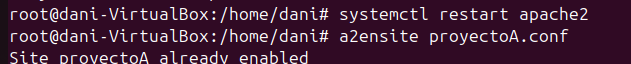 root@dani-VirtualBox:/home/dani# systemctl restart apache2
root@dani-VirtualBox:/home/dani# a2ensite proyectoA.conf
Site proyectoA already enabled